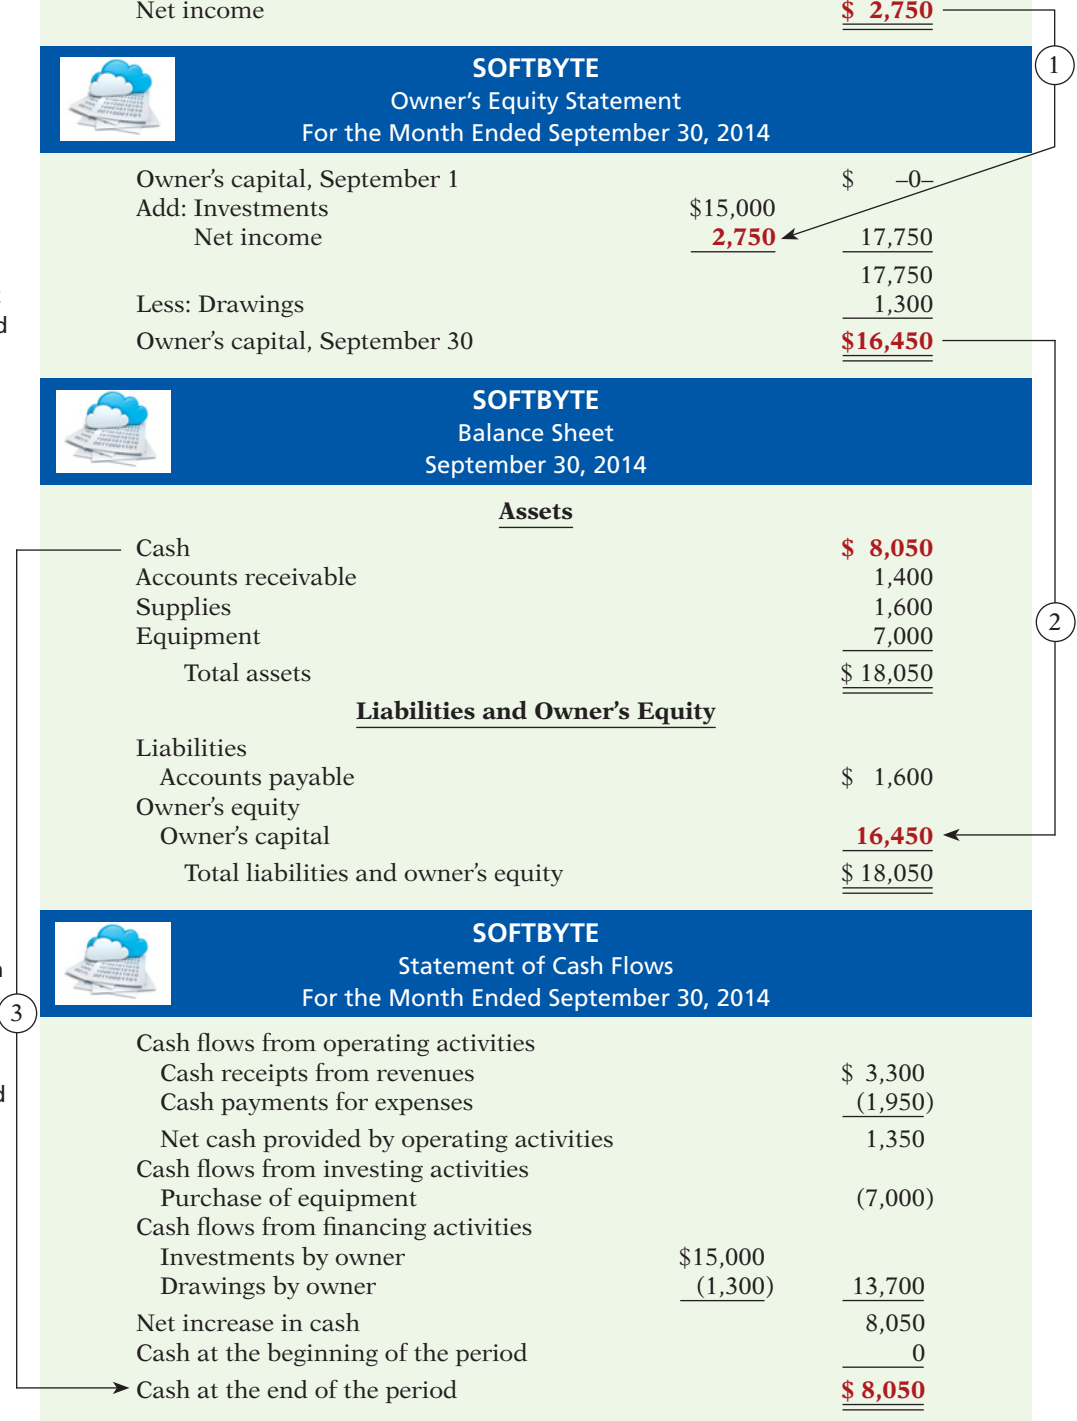 Net income $ 2,750
1
SOFTBYTE
Owner’s Equity Statement
For the Month Ended September 30, 2014
Owner’s capital, September 1 $ –0–
Add: Investments $15,000
Net income 2,750 17,750
17,750
Less: Drawings 1,300
d
Owner’s capital, September 30 $16,450
SOFTBYTE
Balance Sheet
September 30, 2014
Assets
Cash $ 8,050
Accounts receivable 1,400
Supplies 1,600
2
Equipment 7,000
Total assets $ 18,050
Liabilities and Owner’s Equity
Liabilities
Accounts payable $ 1,600
Owner’s equity
Owner’s capital 16,450
Total liabilities and owner’s equity $ 18,050
SOFTBYTE
Statement of Cash Flows
For the Month Ended September 30, 2014
3
Cash flows from operating activities
Cash receipts from revenues $ 3,300
Cash payments for expenses (1,950)
Net cash provided by operating activities 1,350
Cash flows from investing activities
Purchase of equipment (7,000)
Cash flows from financing activities
Investments by owner $15,000
Drawings by owner (1,300) 13,700
Net increase in cash 8,050
Cash at the beginning of the period 0
Cash at the end of the period $ 8,050